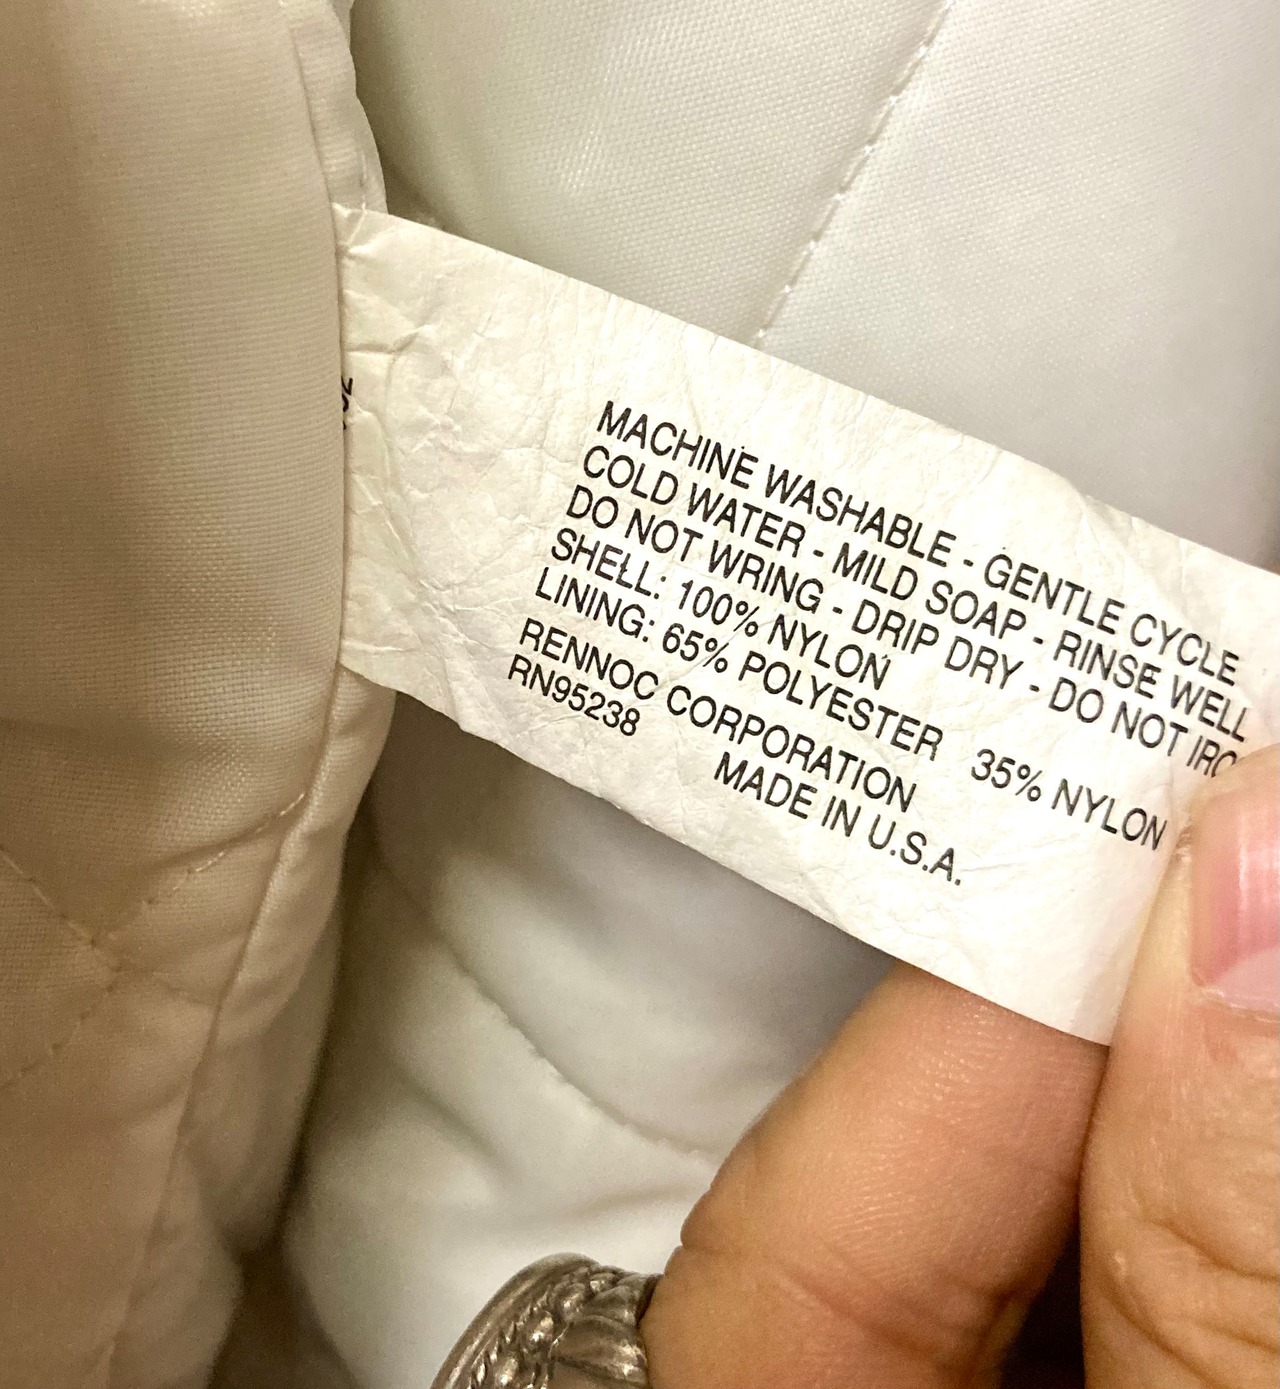 MACHINE WASHABLE - GENTLE CYCLE
COLD WATER - MILD SOAP - RINSE WELL
DO NOT WRING - DRIP DRY - DO NOT IRO
SHELL: 100% NYLON
LINING: 65% POLYESTER 35% NYLON
RENNOC CORPORATION
RN95238
MADE IN U.S.A.